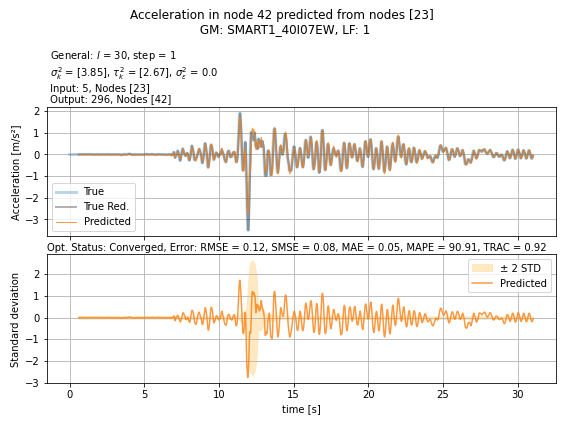 Acceleration in node 42 predicted from nodes [23]
GM: SMART1_40I07EW, LF: 1
General: l = 30, step = 1
σ²ₖ = [3.85], τ²ₖ = [2.67], σ²ε = 0.0
Input: 5, Nodes [23]
Output: 296, Nodes [42]
Acceleration [m/s²]
2
1
0
−1
−2
−3
True
True Red.
Predicted
Opt. Status: Converged, Error: RMSE = 0.12, SMSE = 0.08, MAE = 0.05, MAPE = 90.91, TRAC = 0.92
Standard deviation
2
1
0
−1
−2
−3
± 2 STD
Predicted
0 5 10 15 20 25 30
time [s]